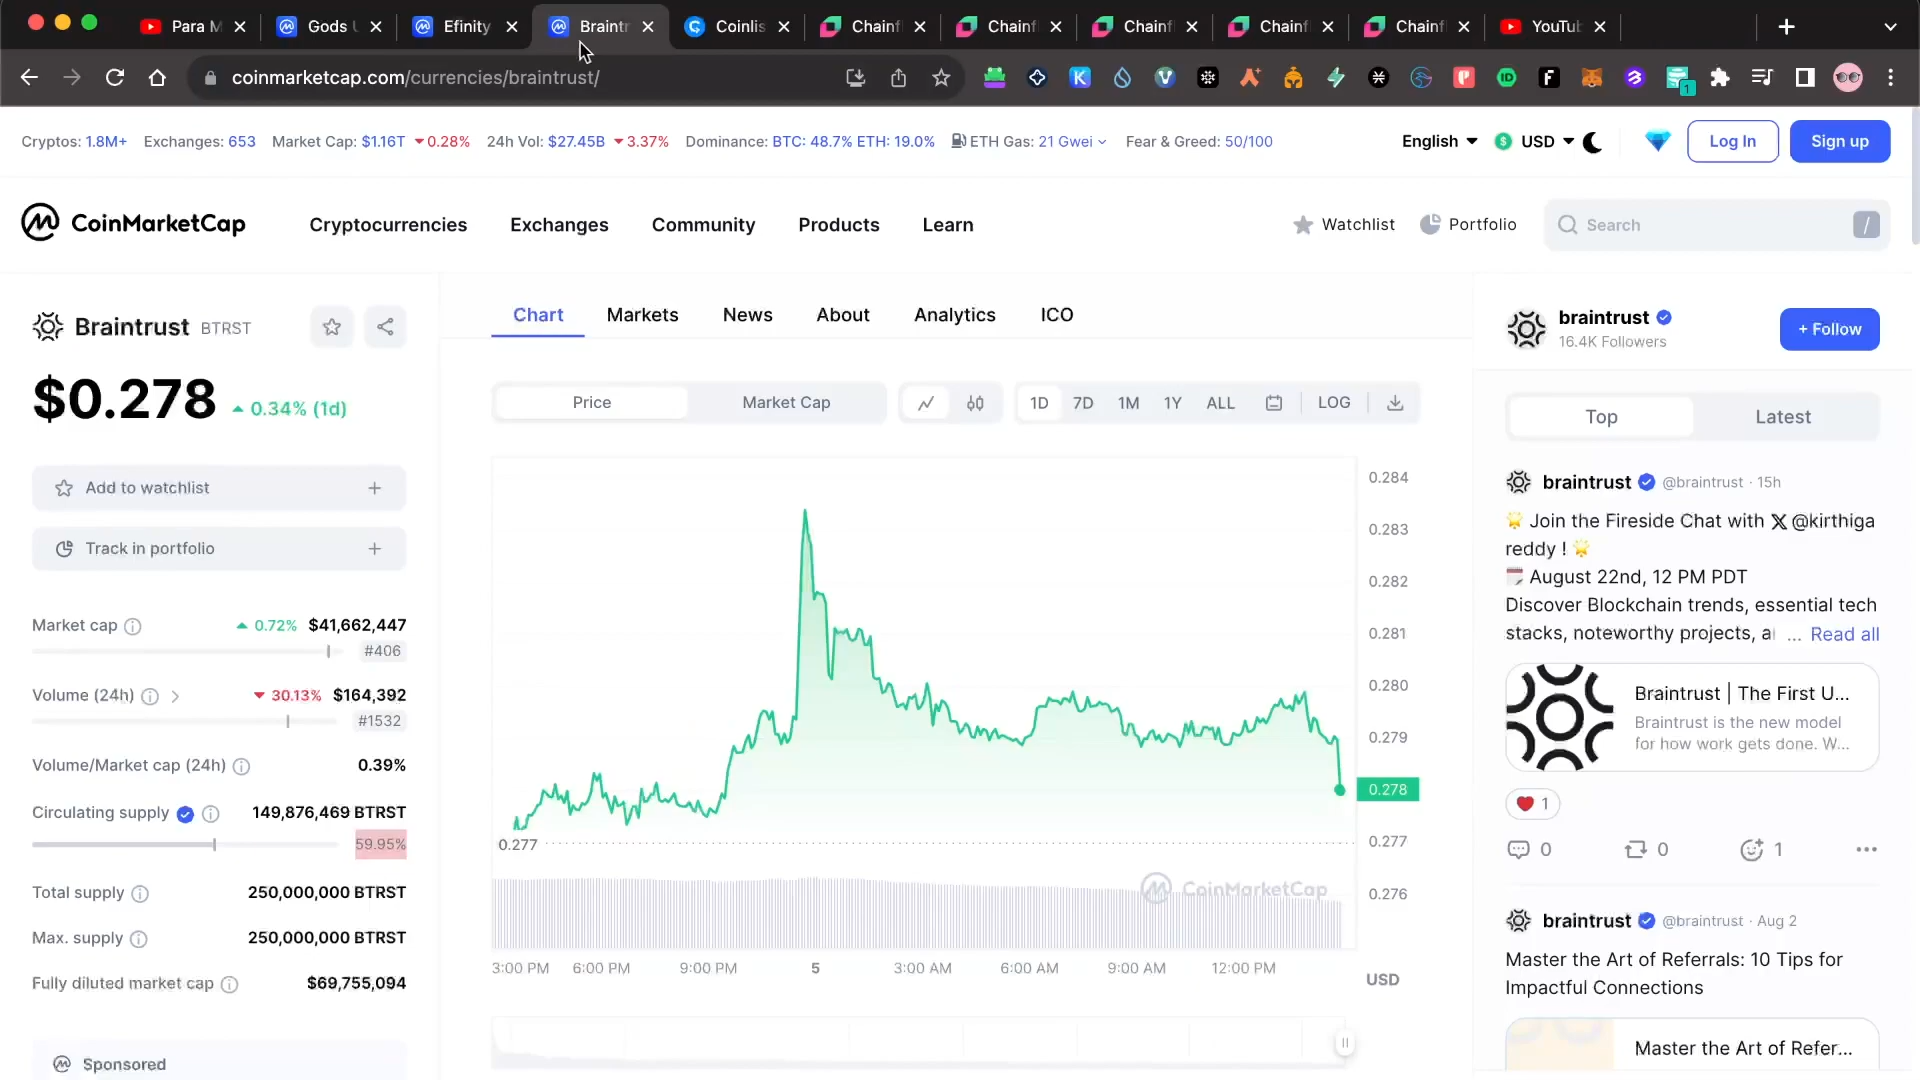 Para M
Gods U
Efinity
Braintr
Coinlis
Chainfl
Chainfl
Chainfl
Chainfl
Chainfl
YouTub
coinmarketcap.com/currencies/braintrust/
1
Cryptos: 1.8M+ Exchanges: 653 Market Cap: $1.16T 0.28% 24h Vol: $27.45B 3.37% Dominance: BTC: 48.7% ETH: 19.0% ETH Gas: 21 Gwei Fear & Greed: 50/100
English USD Log In Sign up
CoinMarketCap Cryptocurrencies Exchanges Community Products Learn
Watchlist Portfolio Search /
Braintrust BTRST
$0.278 0.34% (1d)
Add to watchlist +
Track in portfolio +
Market cap 0.72% $41,662,447
#406
Volume (24h) 30.13% $164,392
#1532
Volume/Market cap (24h) 0.39%
Circulating supply 149,876,469 BTRST
59.95%
Total supply 250,000,000 BTRST
Max. supply 250,000,000 BTRST
Fully diluted market cap $69,755,094
Sponsored
Chart Markets News About Analytics ICO
Price Market Cap 1D 7D 1M 1Y ALL LOG
0.284
0.283
0.282
0.281
0.280
0.279
0.278
0.277
0.277
0.276
CoinMarketCap
3:00 PM 6:00 PM 9:00 PM 5 3:00 AM 6:00 AM 9:00 AM 12:00 PM
USD
braintrust
16.4K Followers
+ Follow
Top Latest
braintrust @braintrust · 15h
Join the Fireside Chat with X @kirthiga
reddy !
August 22nd, 12 PM PDT
Discover Blockchain trends, essential tech
stacks, noteworthy projects, a ... Read all
Braintrust | The First U...
Braintrust is the new model
for how work gets done. W...
1
0 0 1
braintrust @braintrust · Aug 2
Master the Art of Referrals: 10 Tips for
Impactful Connections
Master the Art of Refer...